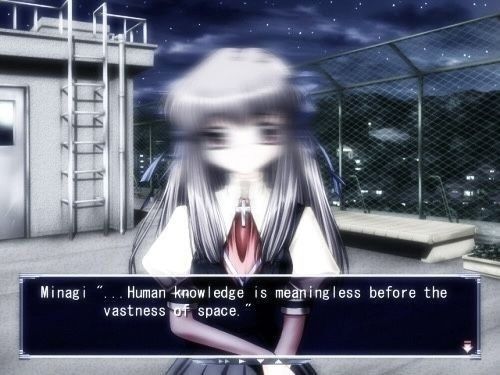 Minagi "...Human knowledge is meaningless before the
vastness of space."